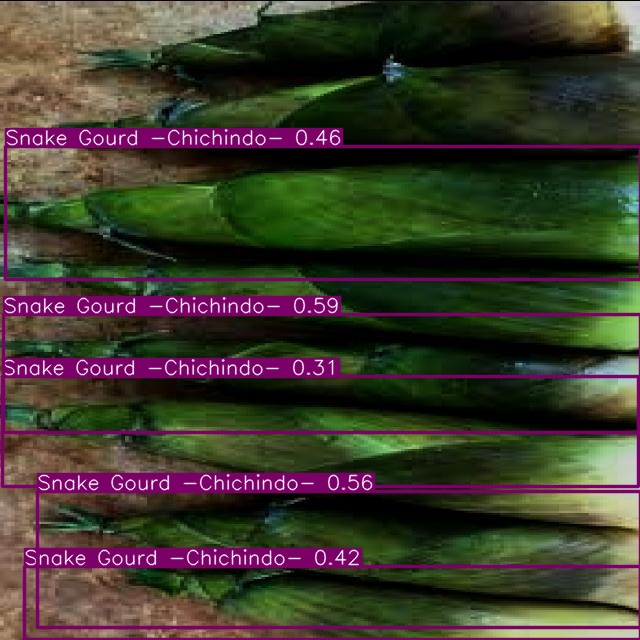 Snake Gourd -Chichindo- 0.46
Snake Gourd -Chichindo- 0.59
Snake Gourd -Chichindo- 0.31
Snake Gourd -Chichindo- 0.56
Snake Gourd -Chichindo- 0.42